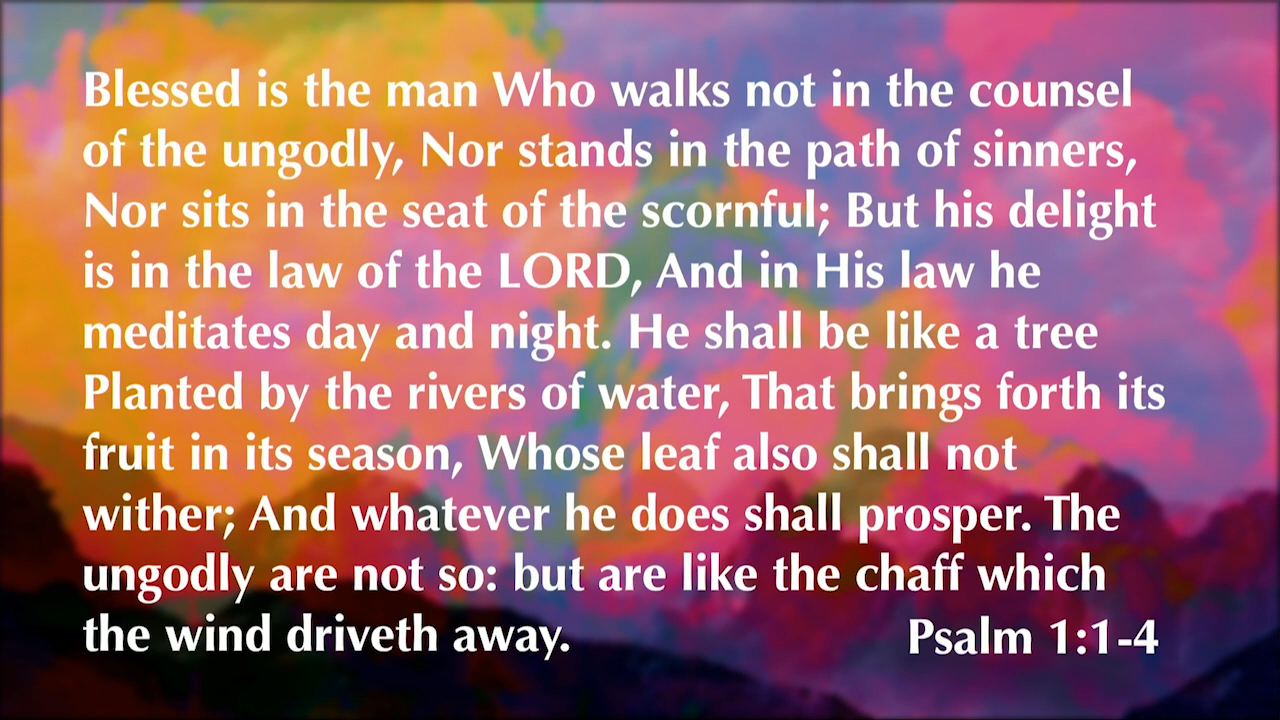 Blessed is the man Who walks not in the counsel
of the ungodly, Nor stands in the path of sinners,
Nor sits in the seat of the scornful; But his delight
is in the law of the LORD, And in His law he
meditates day and night. He shall be like a tree
Planted by the rivers of water, That brings forth its
fruit in its season, Whose leaf also shall not
wither; And whatever he does shall prosper. The
ungodly are not so: but are like the chaff which
the wind driveth away.
Psalm 1:1-4